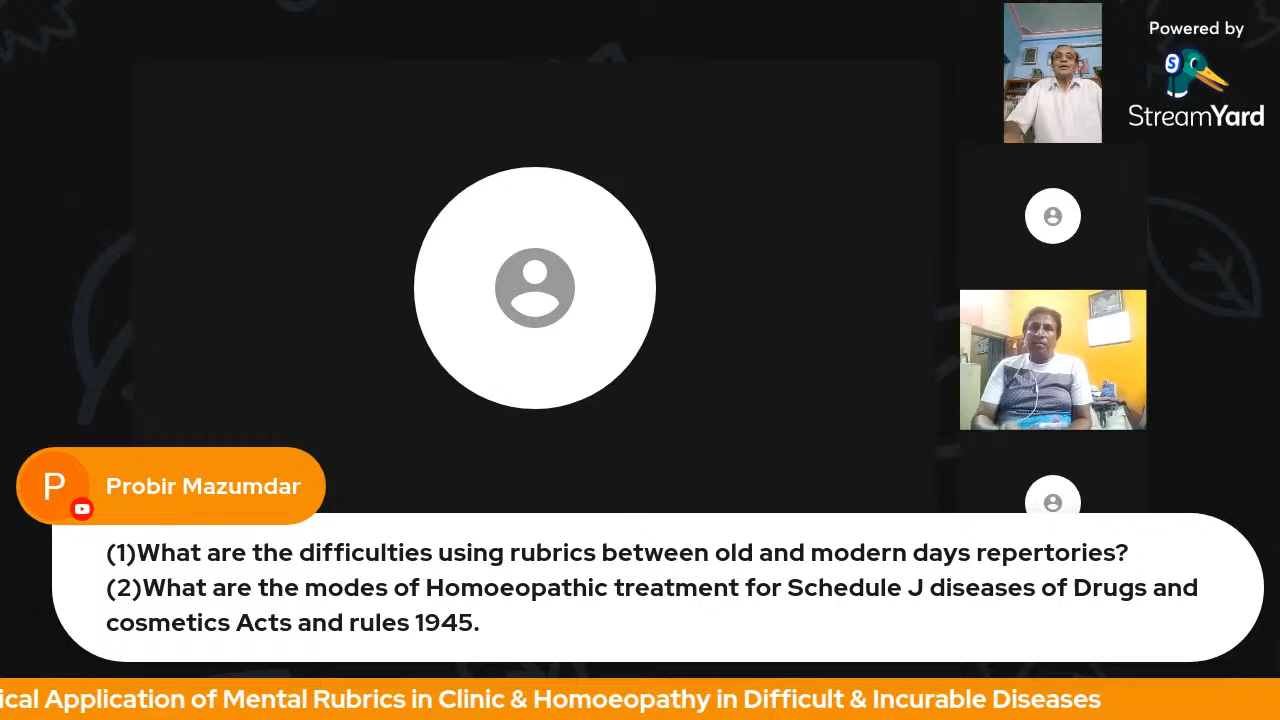 Powered by
S
StreamYard
P
Probir Mazumdar
(1)What are the difficulties using rubrics between old and modern days repertories?
(2)What are the modes of Homoeopathic treatment for Schedule J diseases of Drugs and
cosmetics Acts and rules 1945.
ical Application of Mental Rubrics in Clinic & Homoeopathy in Difficult & Incurable Diseases